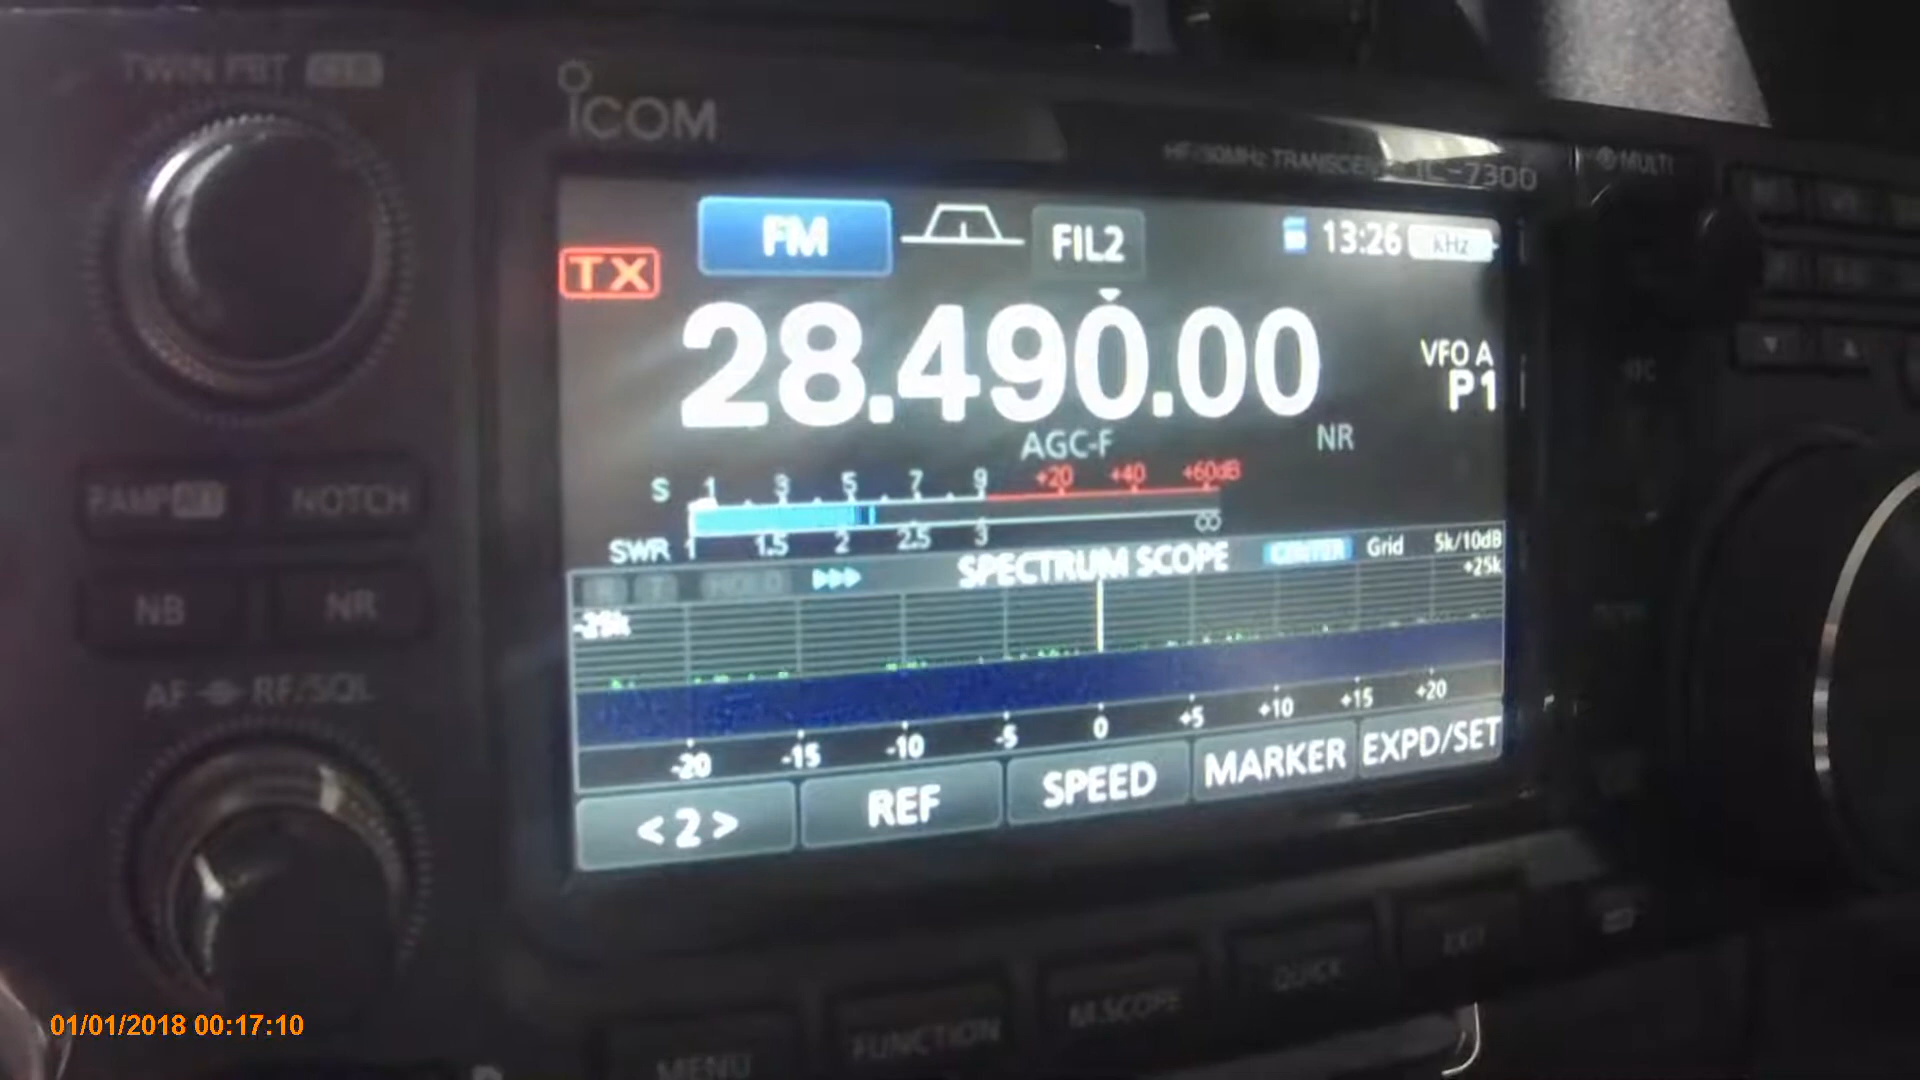 TWIN PBT CLR
ICOM
HF/50MHz TRANSCEIVER IC-7300
MULTI
FM
FIL2
13:26
kHz
TX
28.490.00
VFO A
P1
AGC-F
NR
S 1 3 5 7 9 +20 +40 +60dB
SWR 1 1.5 2 2.5 3 ∞
HOLD
SPECTRUM SCOPE
CENTER
Grid
5k/10dB
-25k
+25k
-20 -15 -10 -5 0 +5 +10 +15 +20
<2>
REF
SPEED
MARKER
EXPD/SET
P.AMP ATT
NOTCH
NB
NR
AF RF/SQL
MENU
FUNCTION
M.SCOPE
QUICK
EXIT
01/01/2018 00:17:10